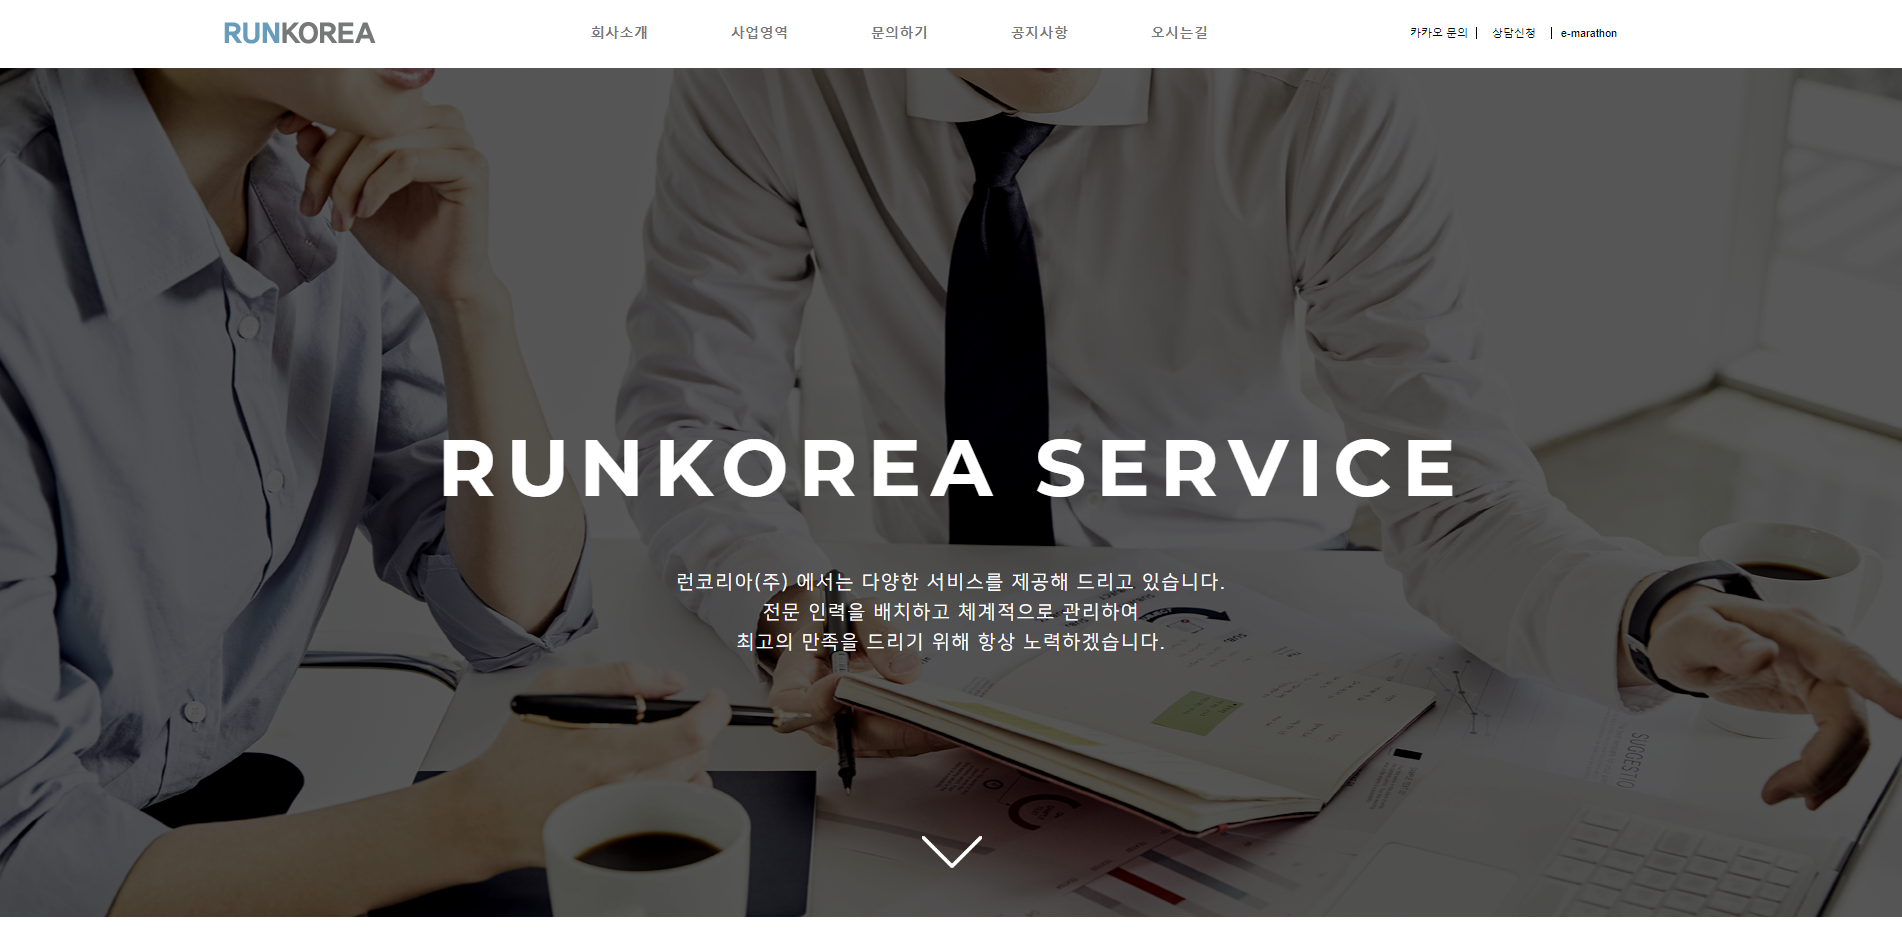 RUNKOREA
회사소개
사업영역
문의하기
공지사항
오시는길
카카오 문의 | 상담신청 | e-marathon
RUNKOREA SERVICE
런코리아(주) 에서는 다양한 서비스를 제공해 드리고 있습니다.
전문 인력을 배치하고 체계적으로 관리하여
최고의 만족을 드리기 위해 항상 노력하겠습니다.
SUGGESTIO